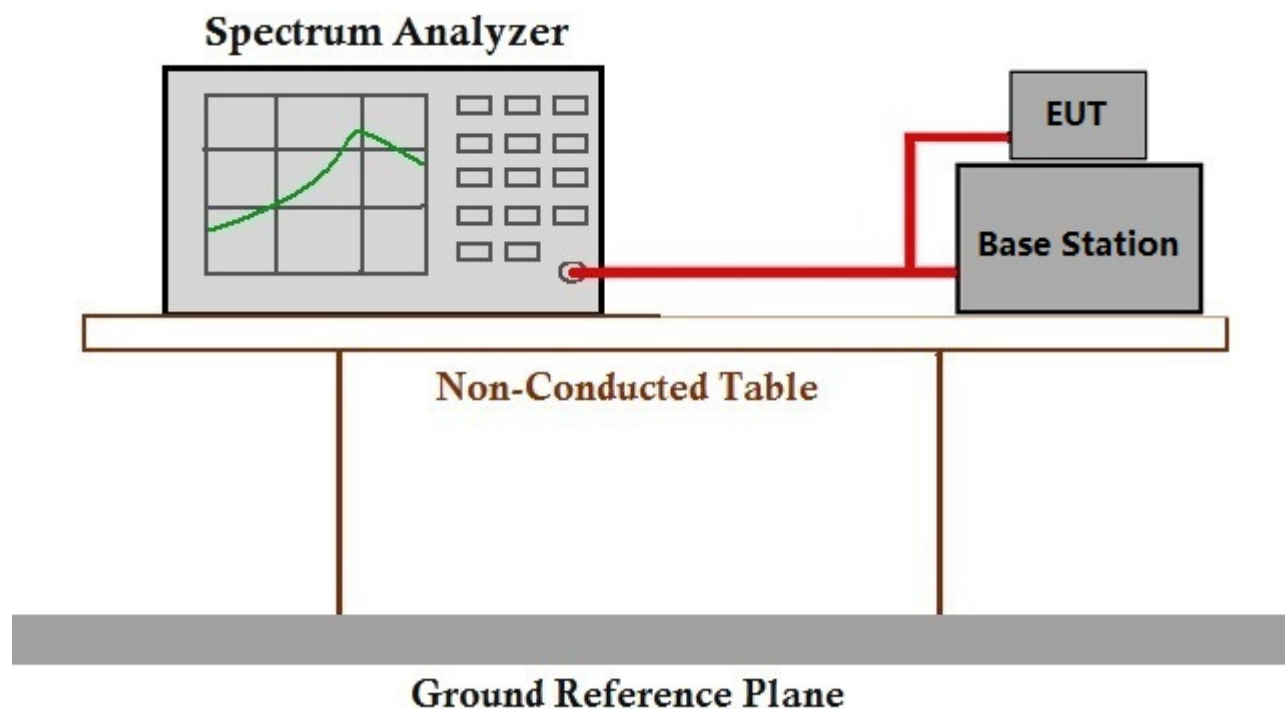 Spectrum Analyzer
EUT
Base Station
Non-Conducted Table
Ground Reference Plane